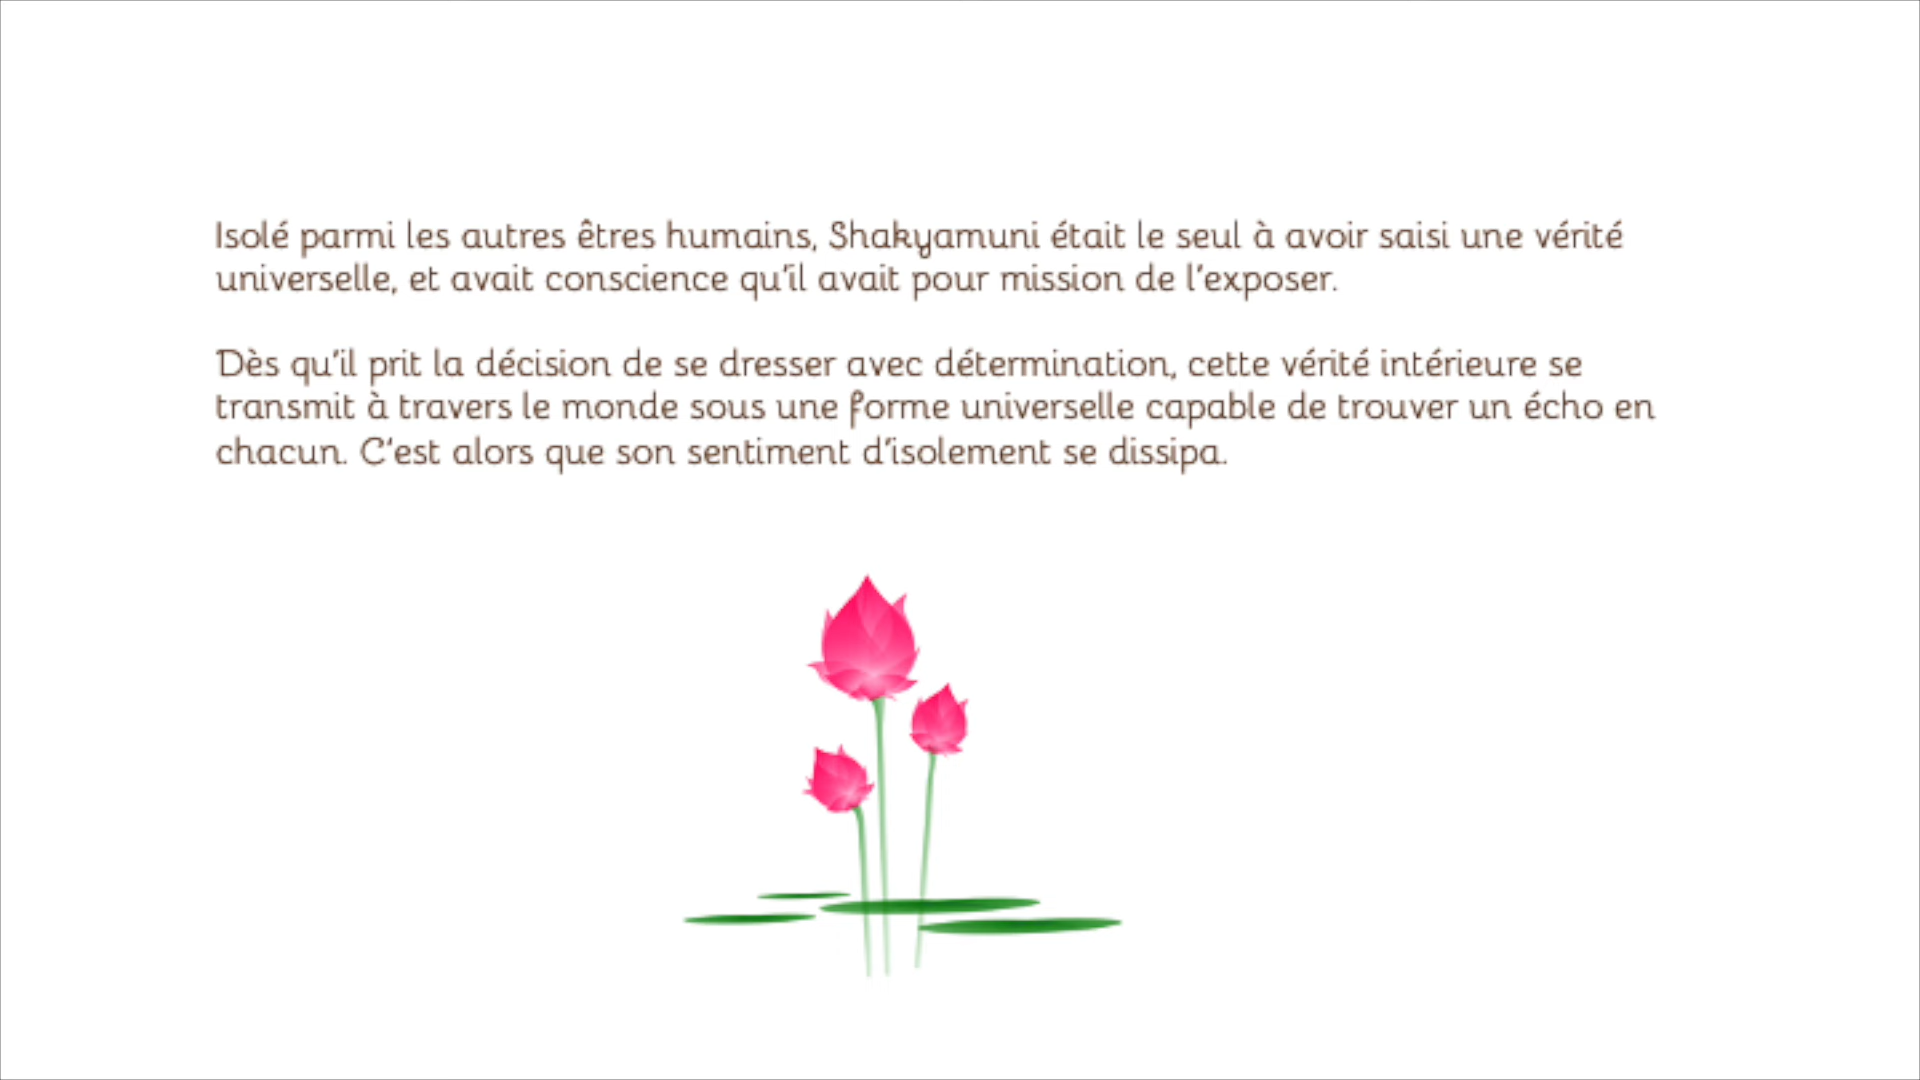 Isolé parmi les autres êtres humains, Shakyamuni était le seul à avoir saisi une vérité
universelle, et avait conscience qu'il avait pour mission de l'exposer.
Dès qu'il prit la décision de se dresser avec détermination, cette vérité intérieure se
transmit à travers le monde sous une forme universelle capable de trouver un écho en
chacun. C'est alors que son sentiment d'isolement se dissipa.